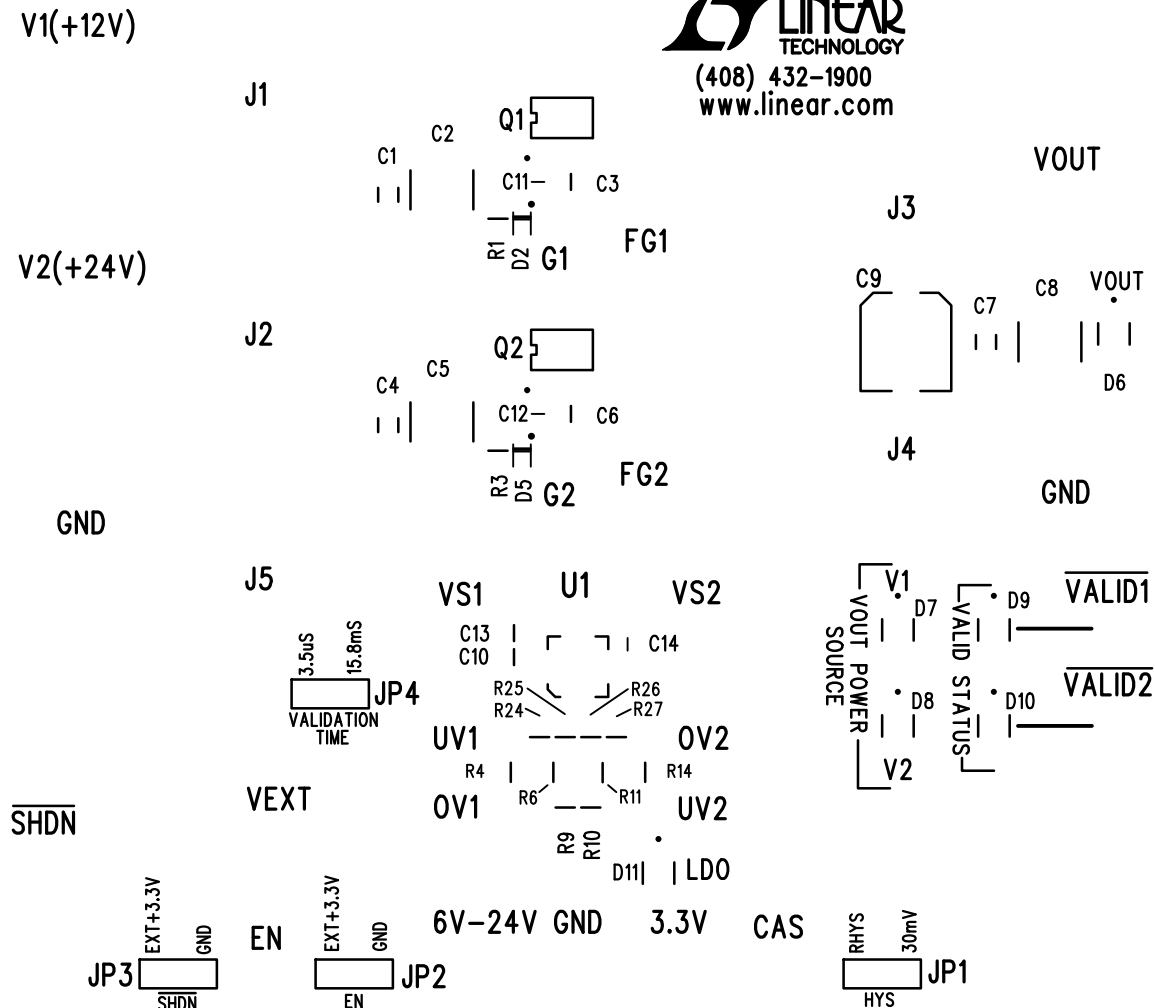 V1(+12V)
LINEAR
TECHNOLOGY
(408) 432-1900
www.linear.com
J1
Q1
C2
C1
C11
C3
VOUT
J3
R1
D2
G1
FG1
V2(+24V)
C9
C7
C8
VOUT
J2
Q2
C5
C4
C12
C6
D6
R3
D5
G2
FG2
J4
GND
GND
J5
VS1
U1
VS2
V1
D7
D9
VALID1
C13
C10
C14
VOUT POWER
SOURCE
VALID STATUS
3.5uS
15.8mS
JP4
VALIDATION
TIME
R25
R24
R26
R27
D8
D10
VALID2
UV1
OV2
R4
R14
V2
R6
R11
VEXT
OV1
UV2
SHDN
R9
R10
D11
LDO
EXT+3.3V
GND
EN
EXT+3.3V
GND
6V-24V
GND
3.3V
CAS
RHYS
30mV
JP3
SHDN
JP2
EN
JP1
HYS